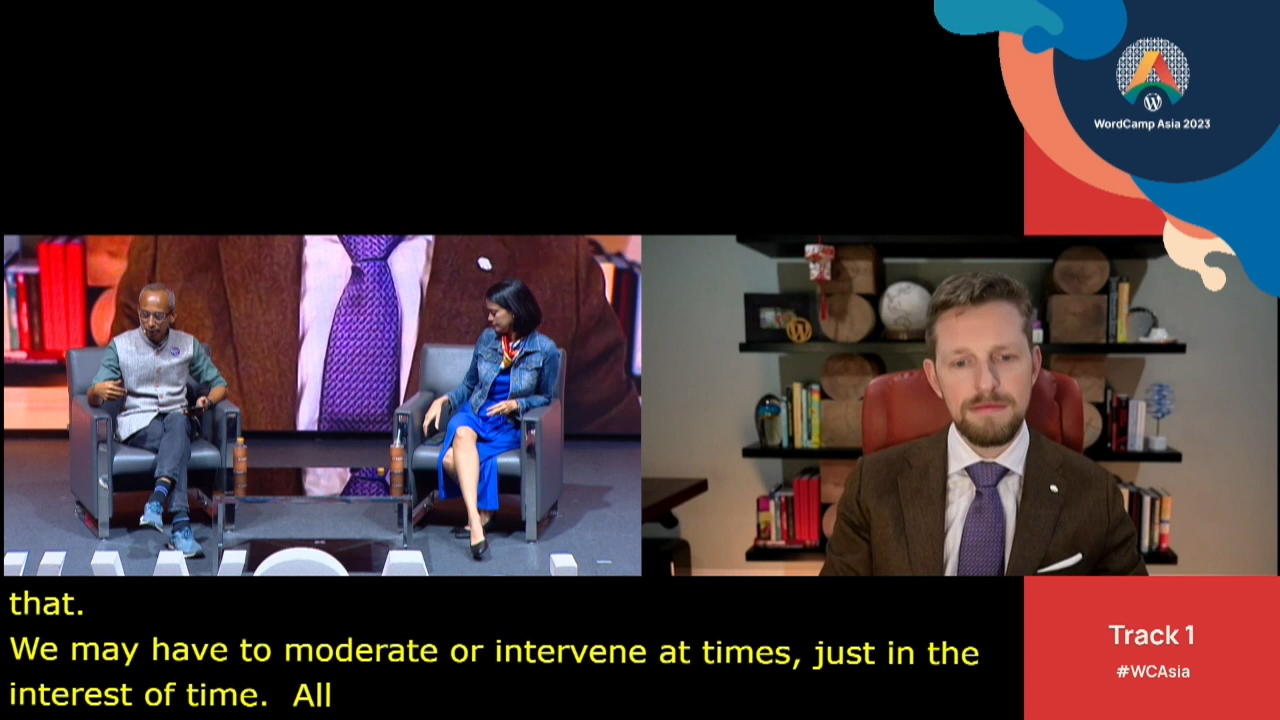 WordCamp Asia 2023
that.
We may have to moderate or intervene at times, just in the
interest of time.  All
Track 1
#WCAsia